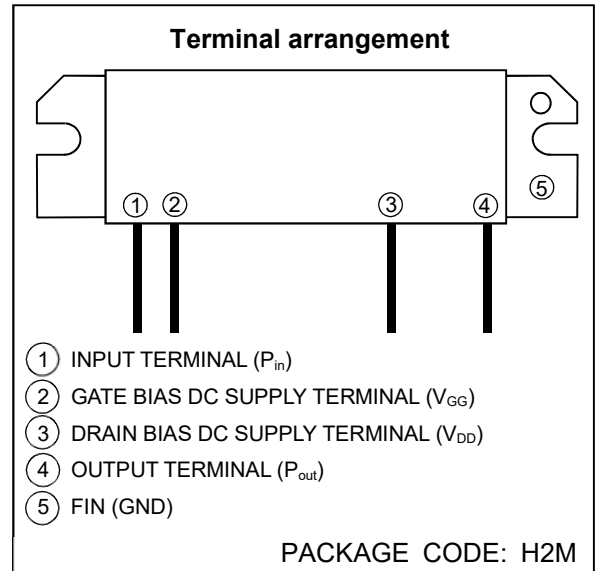 Terminal arrangement
⑤
① ② ③ ④
① INPUT TERMINAL (Pin)
② GATE BIAS DC SUPPLY TERMINAL (VGG)
③ DRAIN BIAS DC SUPPLY TERMINAL (VDD)
④ OUTPUT TERMINAL (Pout)
⑤ FIN (GND)
PACKAGE CODE: H2M